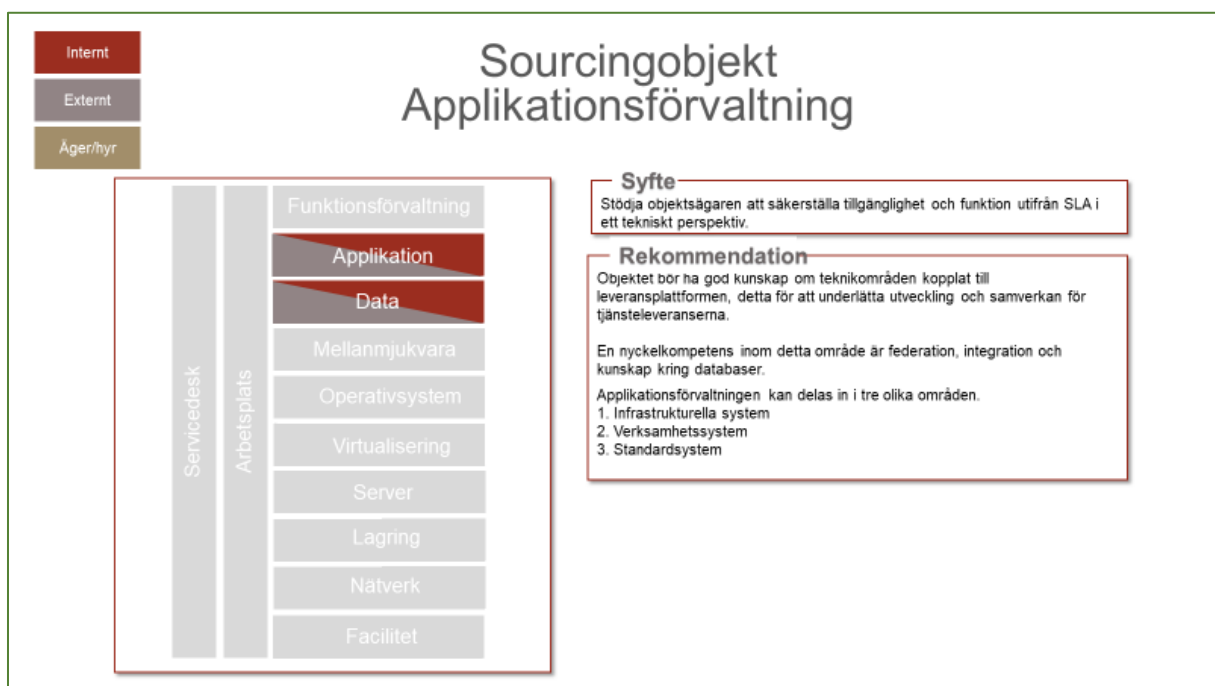 Internt
Externt
Äger/hyr
Sourcingobjekt
Applikationsförvaltning
Servicedesk
Arbetsplats
Funktionsförvaltning
Applikation
Data
Mellanmjukvara
Operativsystem
Virtualisering
Server
Lagring
Nätverk
Facilitet
Syfte
Stödja objektsägaren att säkerställa tillgänglighet och funktion utifrån SLA i
ett tekniskt perspektiv.
Rekommendation
Objektet bör ha god kunskap om teknikområden kopplat till
leveransplattformen, detta för att underlätta utveckling och samverkan för
tjänsteleveranserna.
En nyckelkompetens inom detta område är federation, integration och
kunskap kring databaser.
Applikationsförvaltningen kan delas in i tre olika områden.
1. Infrastrukturella system
2. Verksamhetssystem
3. Standardsystem